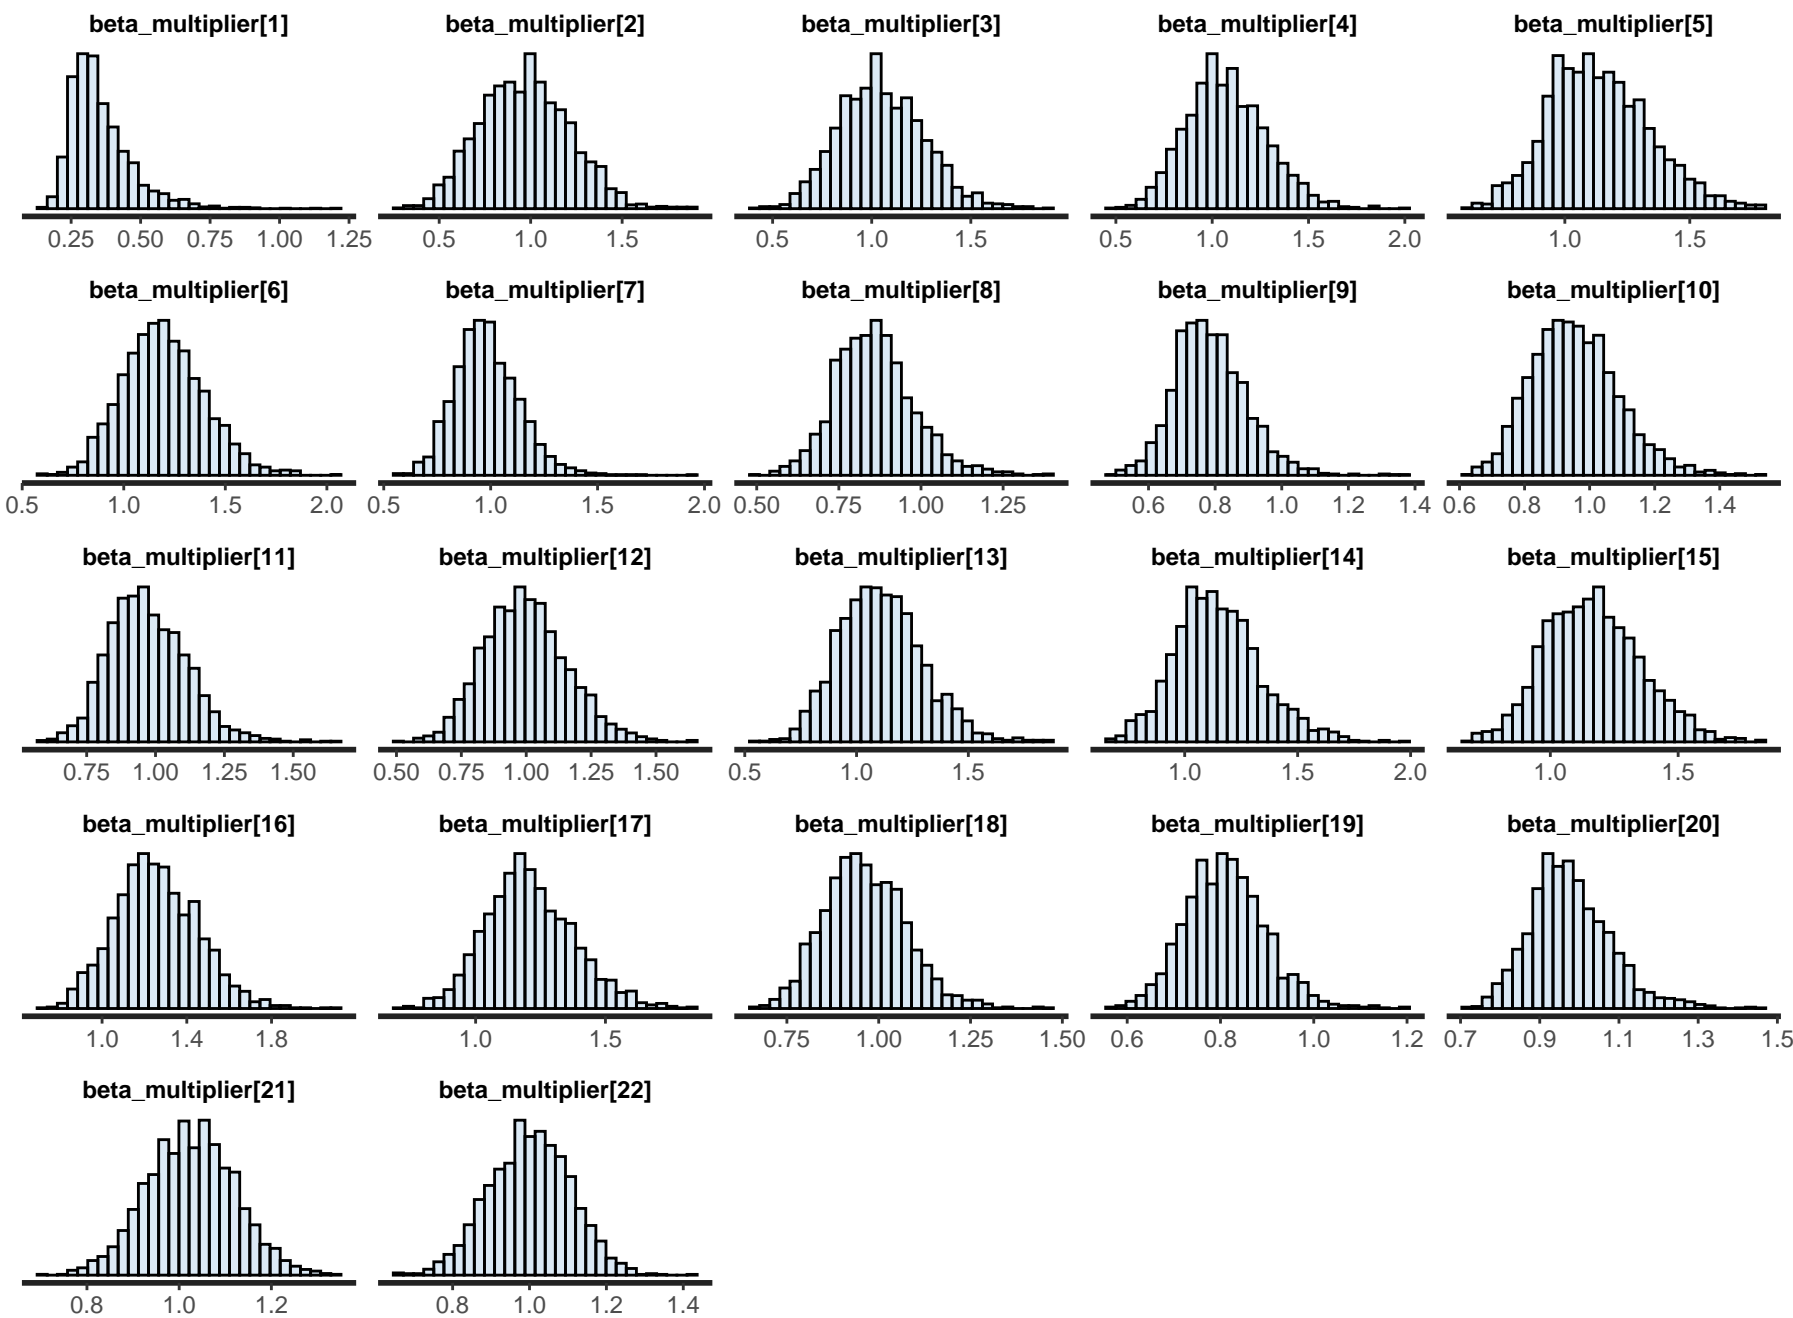 beta_multiplier[1] beta_multiplier[2] beta_multiplier[3] beta_multiplier[4] beta_multiplier[5]
0.25 0.50 0.75 1.00 1.25 0.5 1.0 1.5 0.5 1.0 1.5 0.5 1.0 1.5 2.0 1.0 1.5
beta_multiplier[6] beta_multiplier[7] beta_multiplier[8] beta_multiplier[9] beta_multiplier[10]
0.5 1.0 1.5 2.0 0.5 1.0 1.5 2.0 0.50 0.75 1.00 1.25 0.6 0.8 1.0 1.2 1.4 0.6 0.8 1.0 1.2 1.4
beta_multiplier[11] beta_multiplier[12] beta_multiplier[13] beta_multiplier[14] beta_multiplier[15]
0.75 1.00 1.25 1.50 0.50 0.75 1.00 1.25 1.50 0.5 1.0 1.5 1.0 1.5 2.0 1.0 1.5
beta_multiplier[16] beta_multiplier[17] beta_multiplier[18] beta_multiplier[19] beta_multiplier[20]
1.0 1.4 1.8 1.0 1.5 0.75 1.00 1.25 1.50 0.6 0.8 1.0 1.2 0.7 0.9 1.1 1.3 1.5
beta_multiplier[21] beta_multiplier[22]
0.8 1.0 1.2 0.8 1.0 1.2 1.4